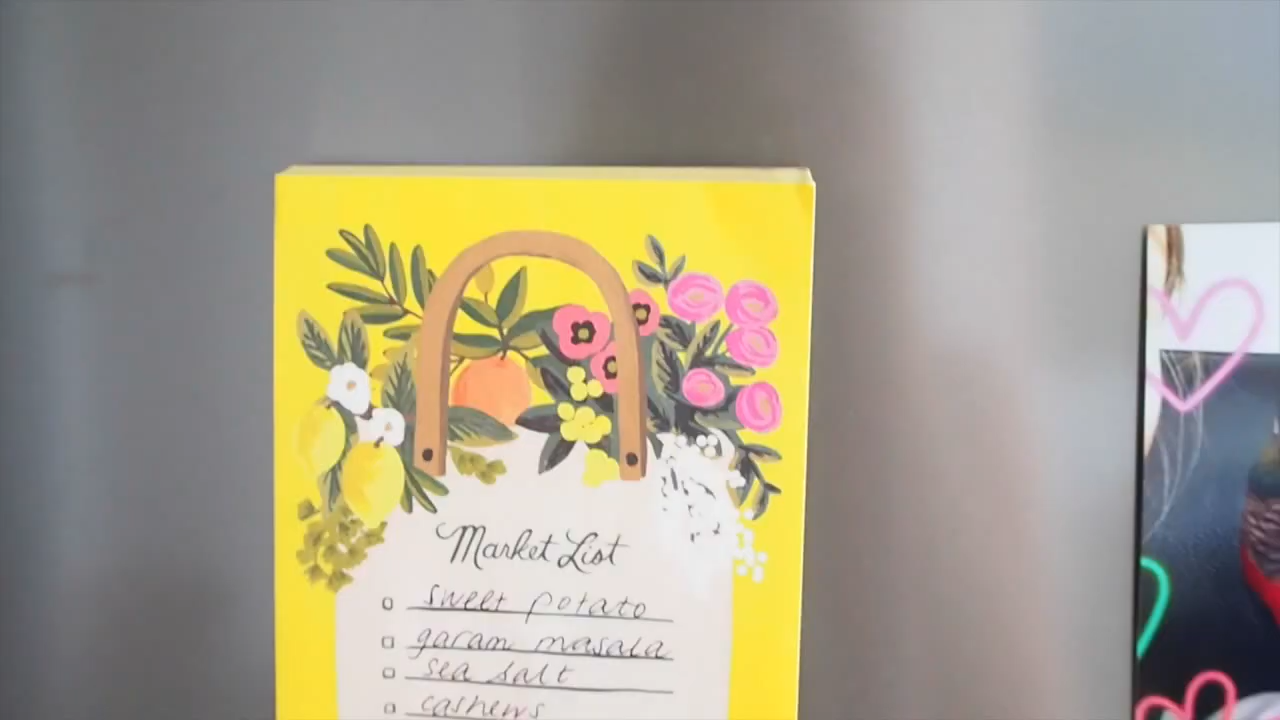 Market List
sweet potato
garam masala
sea salt
cashews